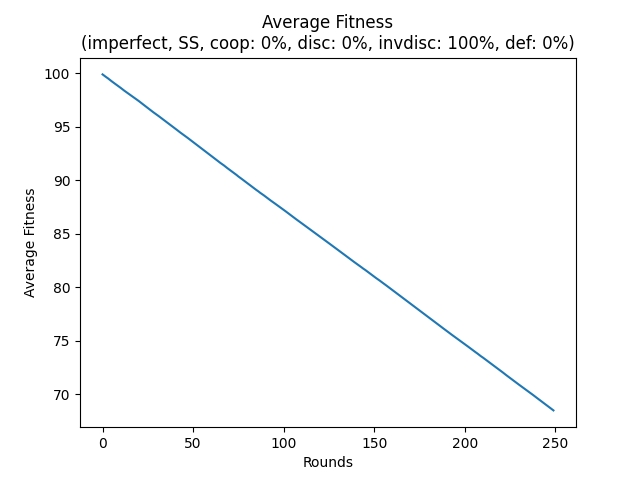 Average Fitness
(imperfect, SS, coop: 0%, disc: 0%, invdisc: 100%, def: 0%)
100
95
90
85
80
75
70
Average Fitness
0 50 100 150 200 250
Rounds